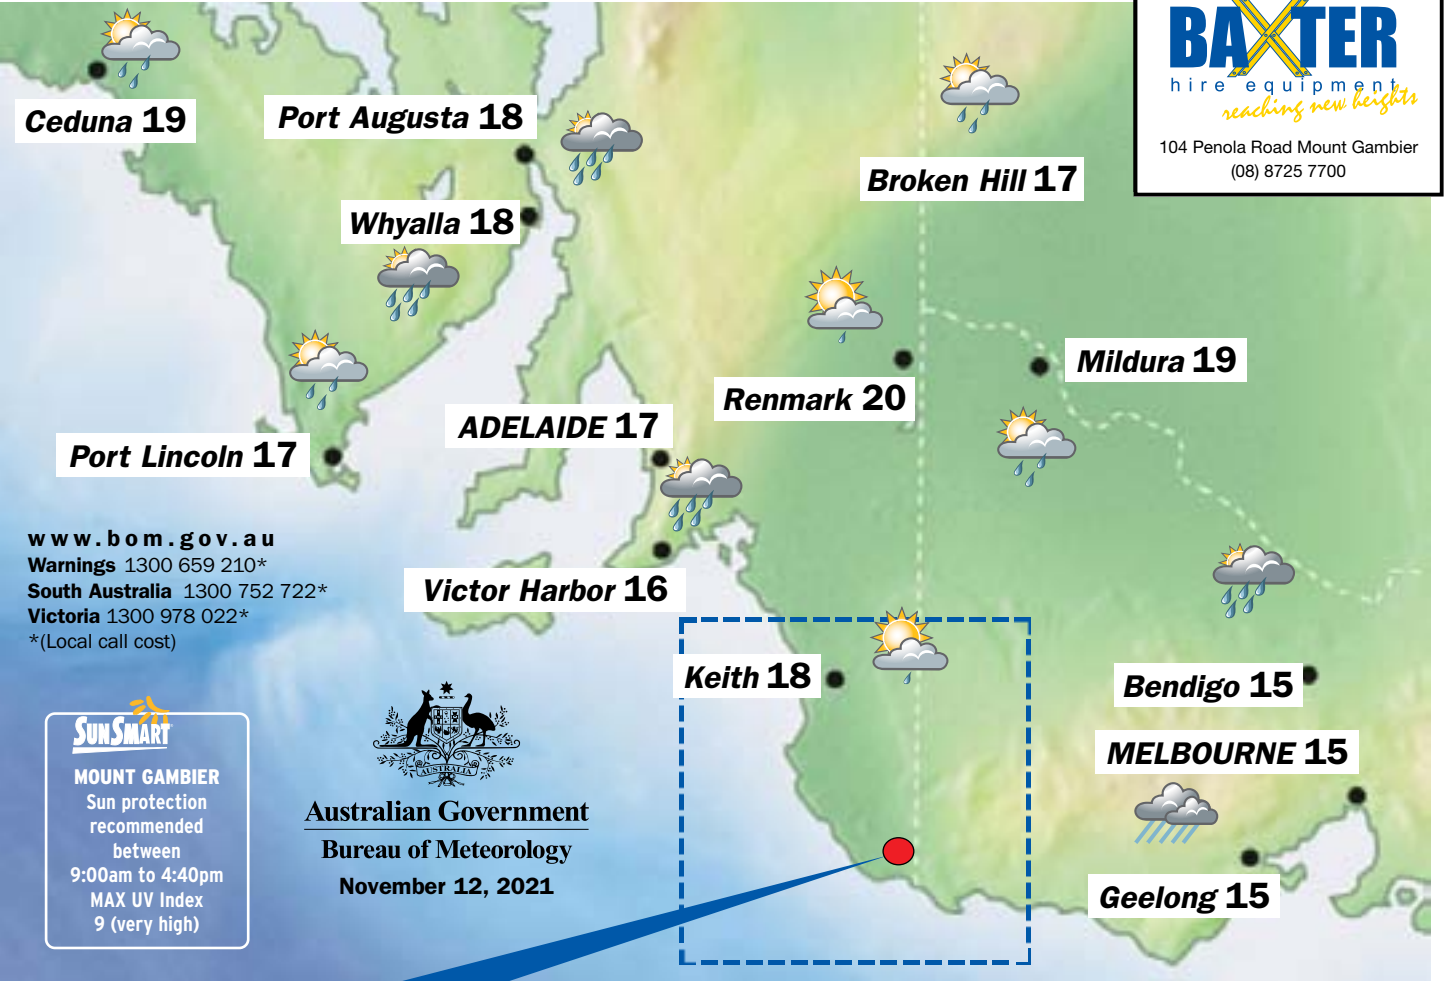 BAXTER
hire equipment
reaching new heights
104 Penola Road Mount Gambier
(08) 8725 7700
Ceduna 19
Port Augusta 18
Broken Hill 17
Whyalla 18
Mildura 19
Renmark 20
ADELAIDE 17
Port Lincoln 17
www.bom.gov.au
Warnings 1300 659 210*
South Australia 1300 752 722*
Victoria 1300 978 022*
*(Local call cost)
Victor Harbor 16
Keith 18
Bendigo 15
MELBOURNE 15
Geelong 15
SUNSMART
MOUNT GAMBIER
Sun protection
recommended
between
9:00am to 4:40pm
MAX UV Index
9 (very high)
AUSTRALIA
Australian Government
Bureau of Meteorology
November 12, 2021